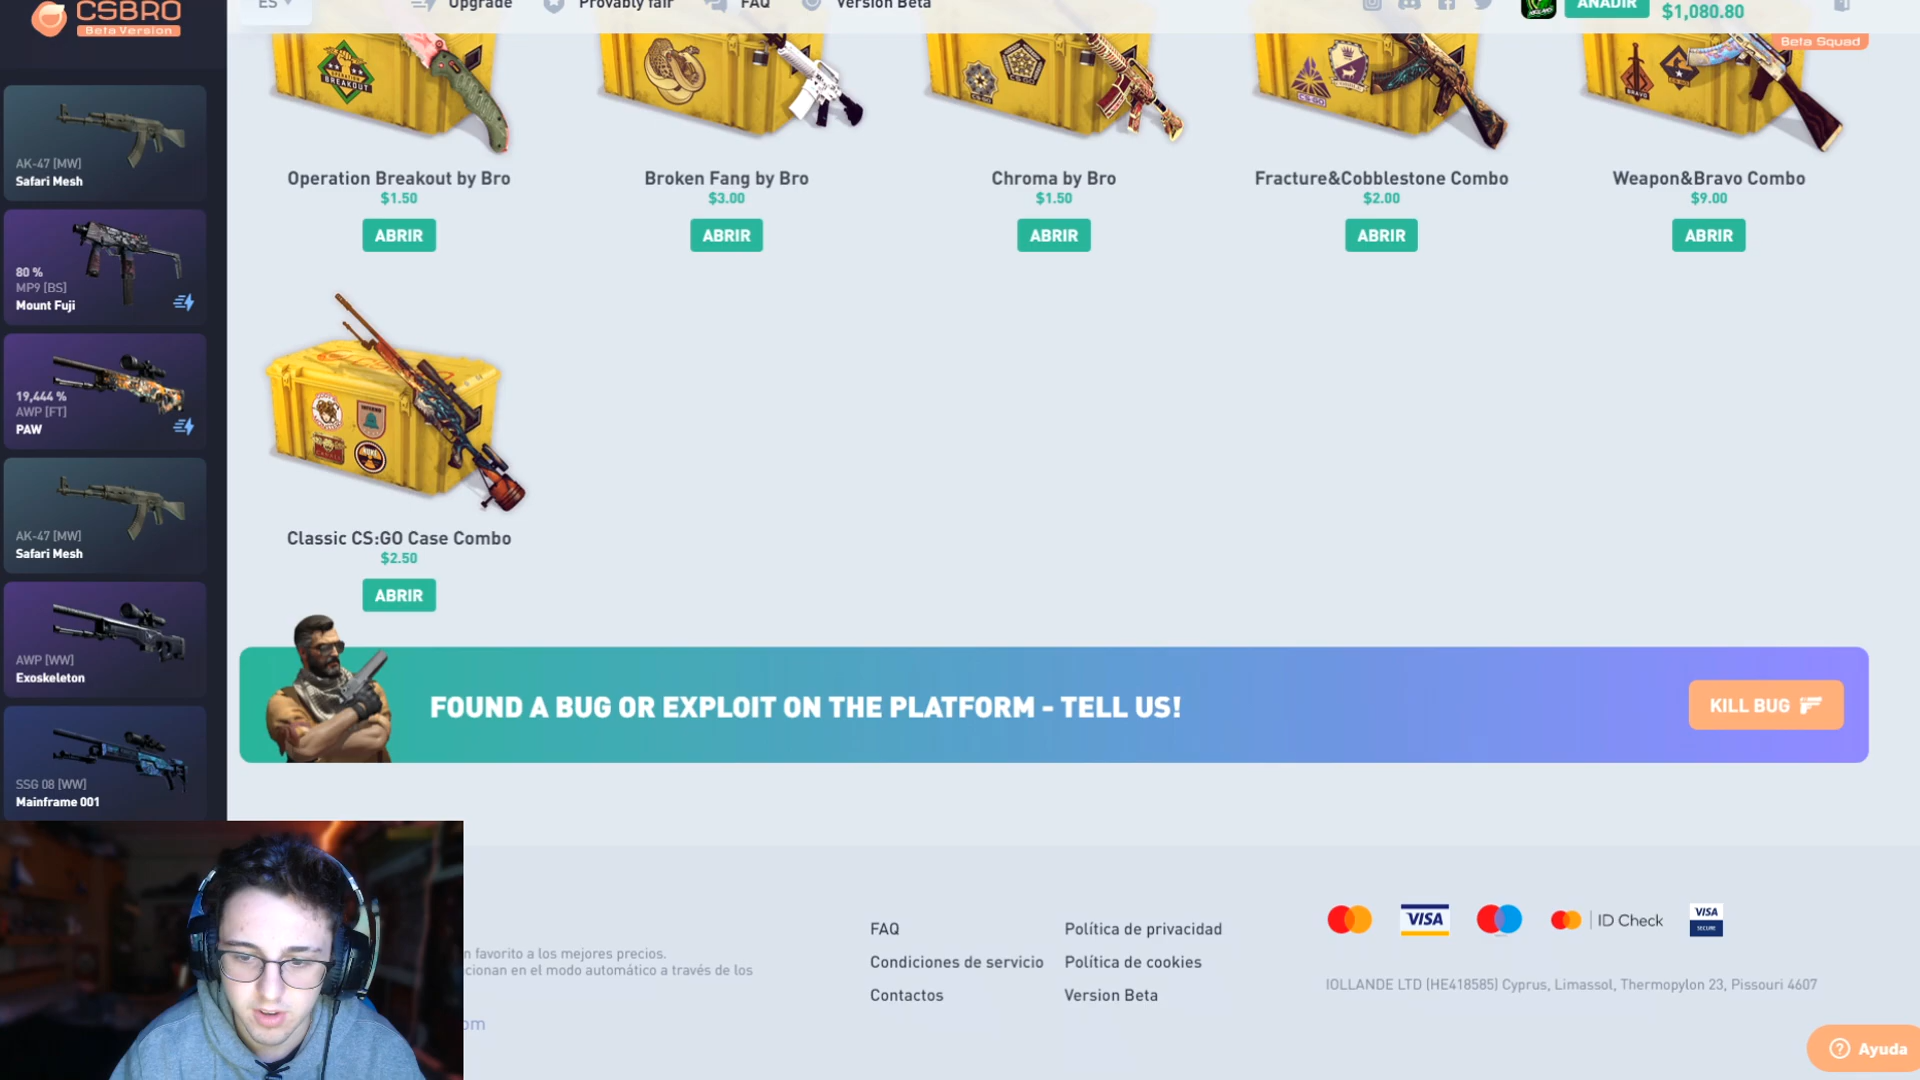 CSBRO
Beta Version
ES
Upgrade
Provably fair
FAQ
Version Beta
AÑADIR
$1,080.80
Beta Squad
AK-47 [MW]
Safari Mesh
80 %
MP9 [BS]
Mount Fuji
19,444 %
AWP [FT]
PAW
AK-47 [MW]
Safari Mesh
AWP [WW]
Exoskeleton
SSG 08 [WW]
Mainframe 001
Operation Breakout by Bro
$1.50
ABRIR
Broken Fang by Bro
$3.00
ABRIR
Chroma by Bro
$1.50
ABRIR
Fracture&Cobblestone Combo
$2.00
ABRIR
Weapon&Bravo Combo
$9.00
ABRIR
Classic CS:GO Case Combo
$2.50
ABRIR
FOUND A BUG OR EXPLOIT ON THE PLATFORM - TELL US!
KILL BUG
n favorito a los mejores precios.
cionan en el modo automático a través de los
om
FAQ
Condiciones de servicio
Contactos
Política de privacidad
Política de cookies
Version Beta
VISA
ID Check
VISA
SECURE
IOLLANDE LTD (HE418585) Cyprus, Limassol, Thermopylon 23, Pissouri 4607
Ayuda